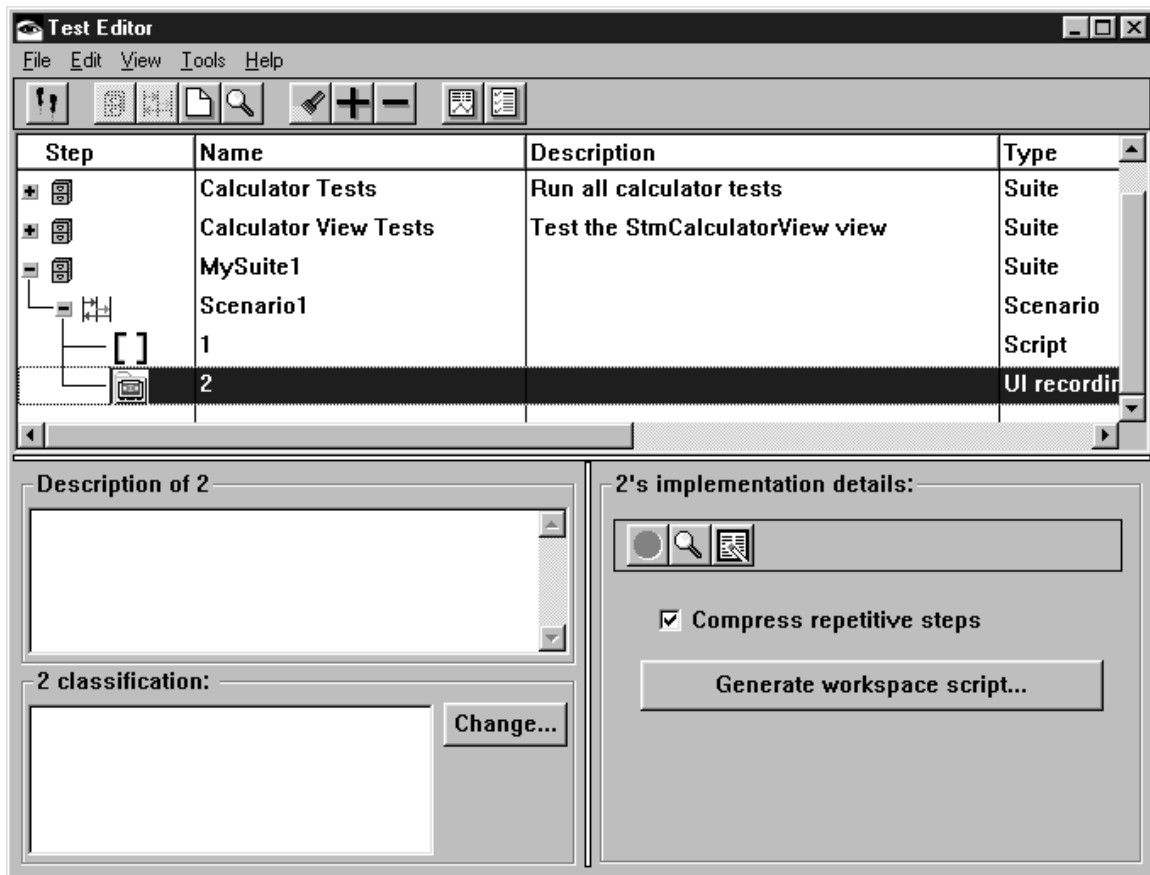 Test Editor
File Edit View Tools Help
Step Name Description Type
Calculator Tests Run all calculator tests Suite
Calculator View Tests Test the StmCalculatorView view Suite
MySuite1 Suite
Scenario1 Scenario
1 Script
2 UI recordin
Description of 2
2's implementation details:
Compress repetitive steps
Generate workspace script...
2 classification:
Change...